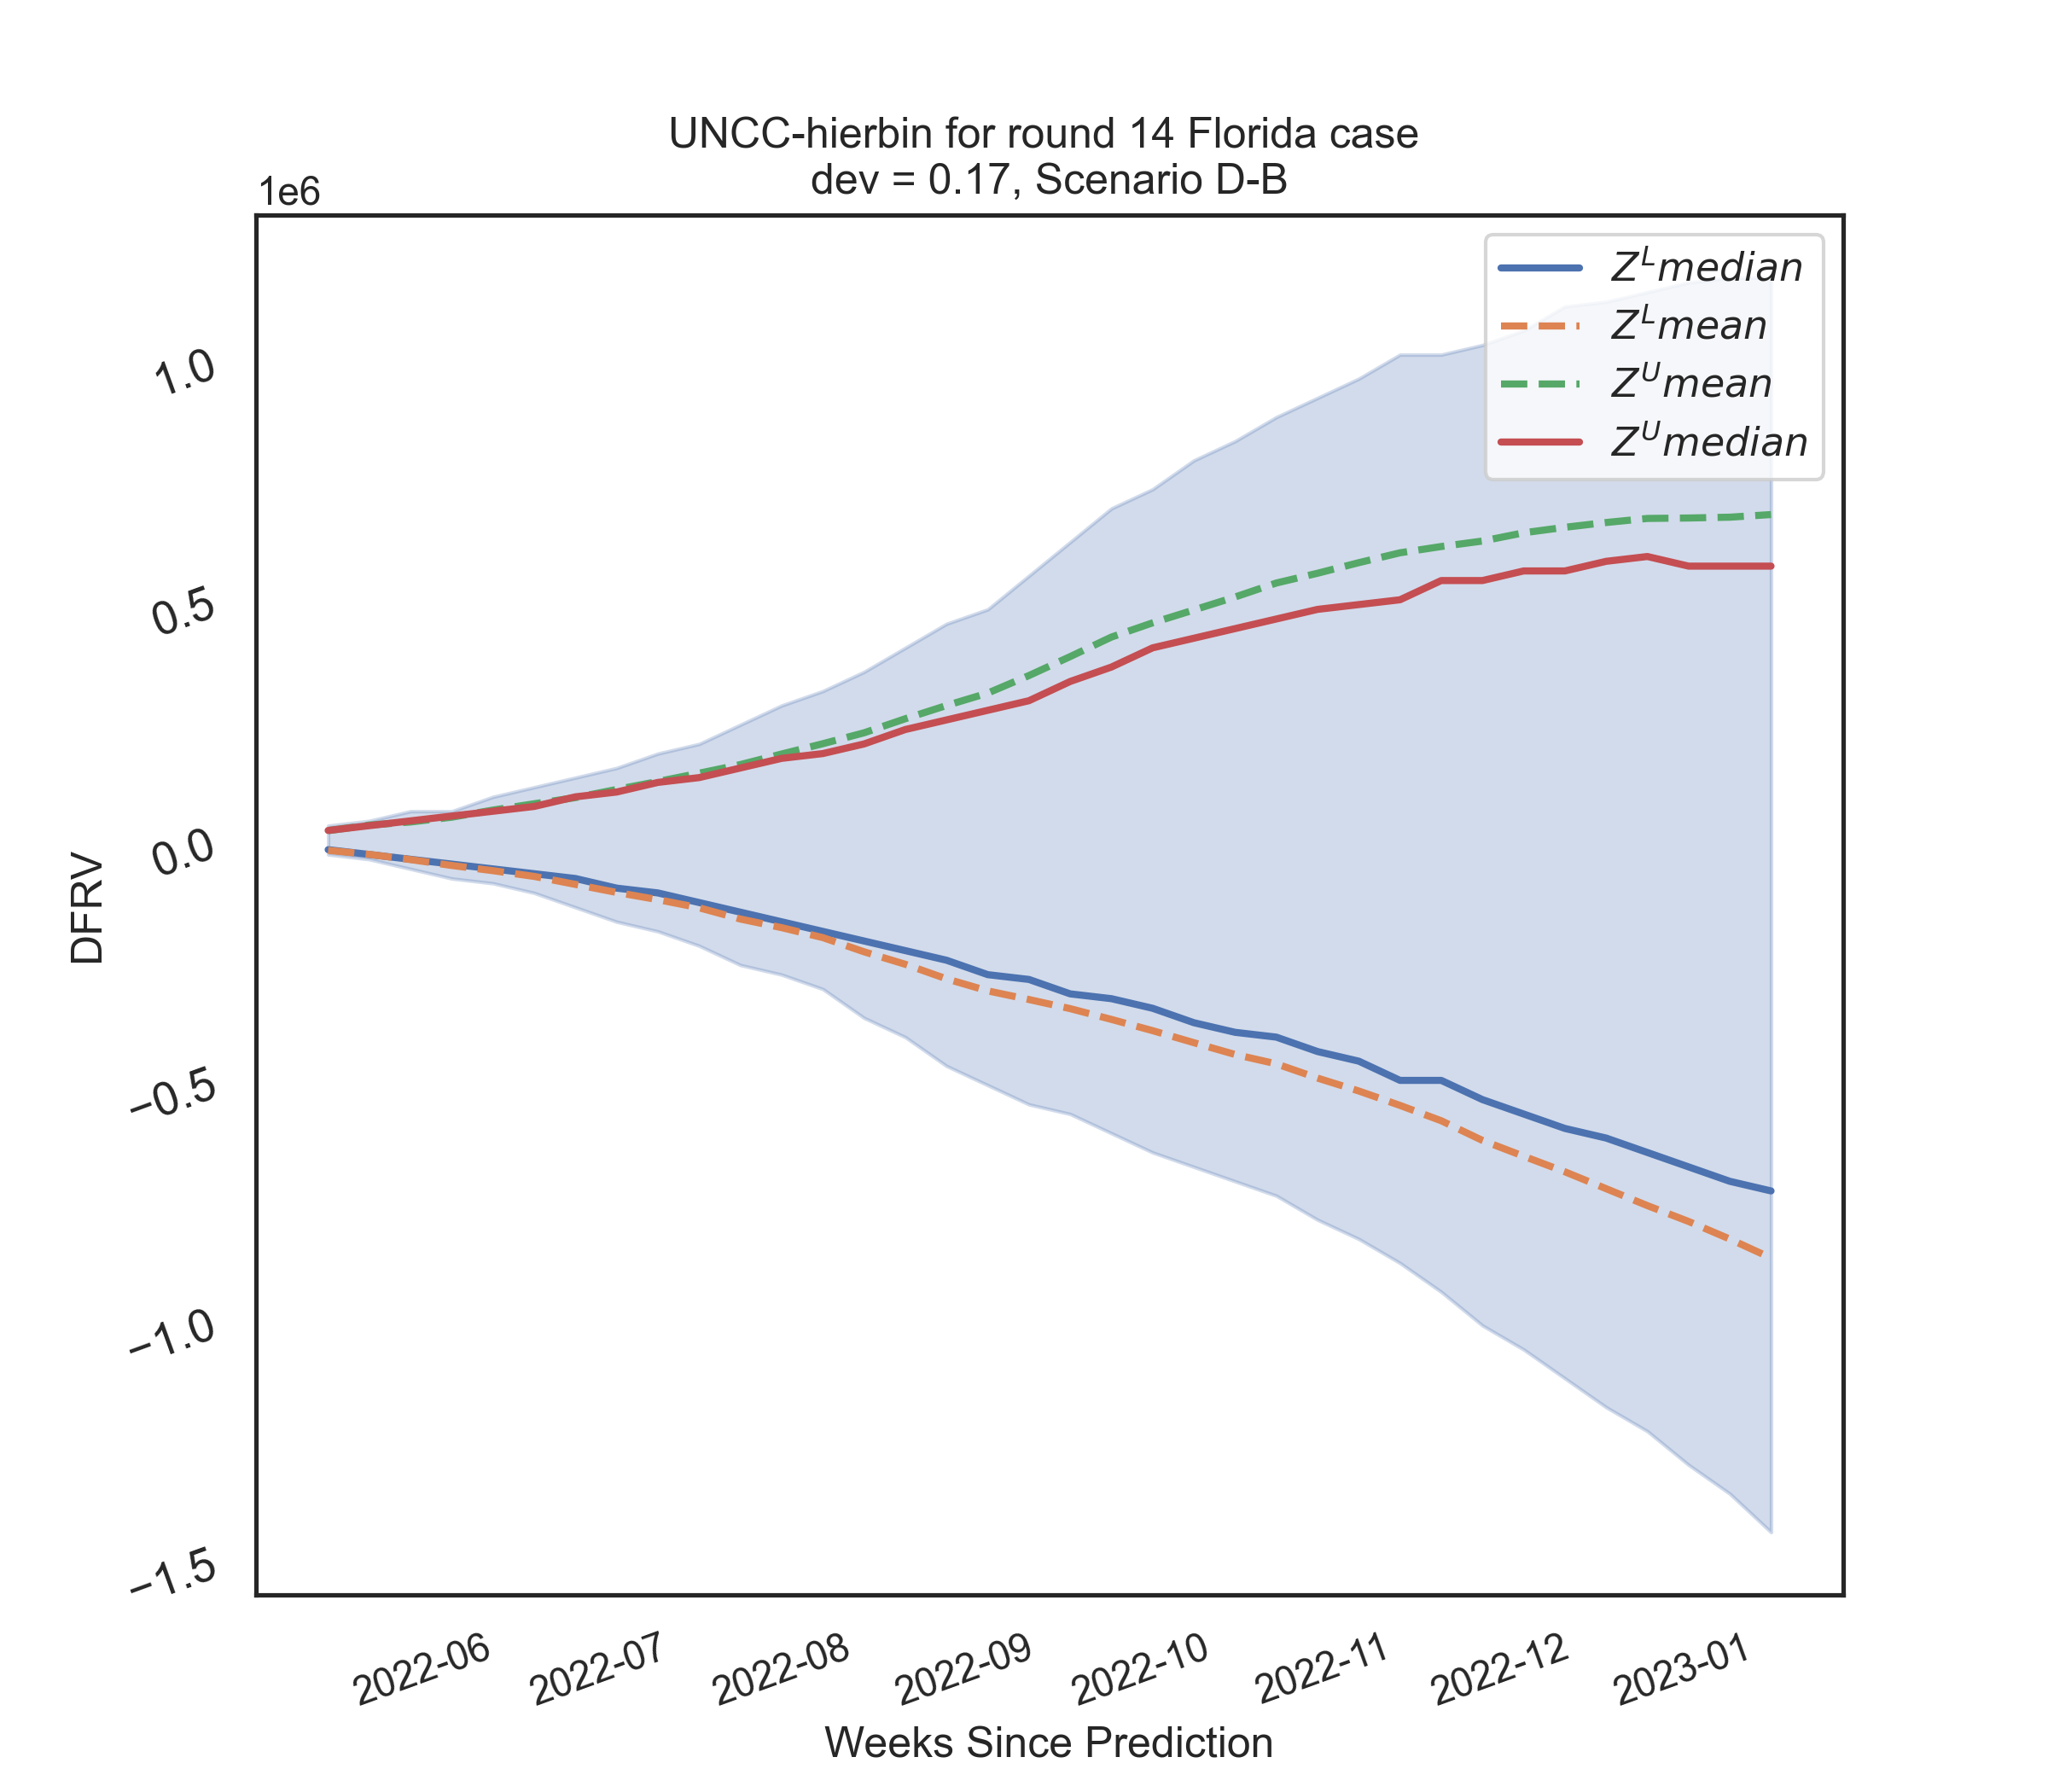 UNCC-hierbin for round 14 Florida case
dev = 0.17, Scenario D-B
1e6
Z^L median
Z^L mean
Z^U mean
Z^U median
1.0
0.5
0.0
−0.5
−1.0
−1.5
DFRV
2022-06
2022-07
2022-08
2022-09
2022-10
2022-11
2022-12
2023-01
Weeks Since Prediction